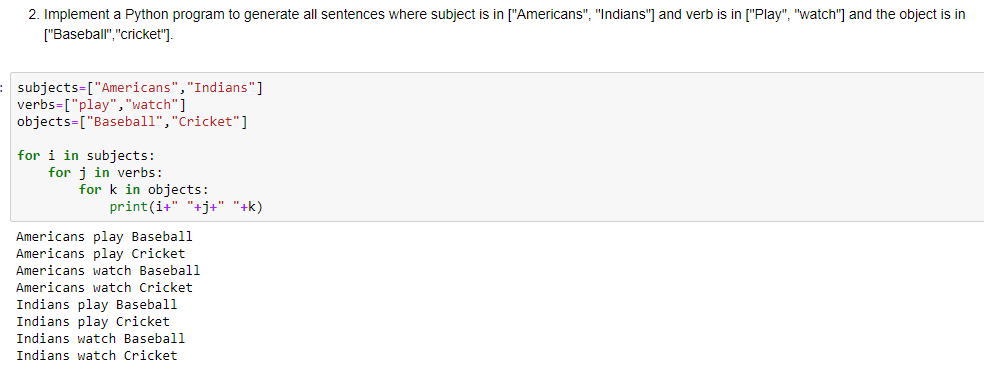 2. Implement a Python program to generate all sentences where subject is in ["Americans", "Indians"] and verb is in ["Play", "watch"] and the object is in
["Baseball","cricket"].
: subjects=["Americans","Indians"]
verbs=["play","watch"]
objects=["Baseball","Cricket"]
for i in subjects:
    for j in verbs:
        for k in objects:
            print(i+" "+j+" "+k)
Americans play Baseball
Americans play Cricket
Americans watch Baseball
Americans watch Cricket
Indians play Baseball
Indians play Cricket
Indians watch Baseball
Indians watch Cricket